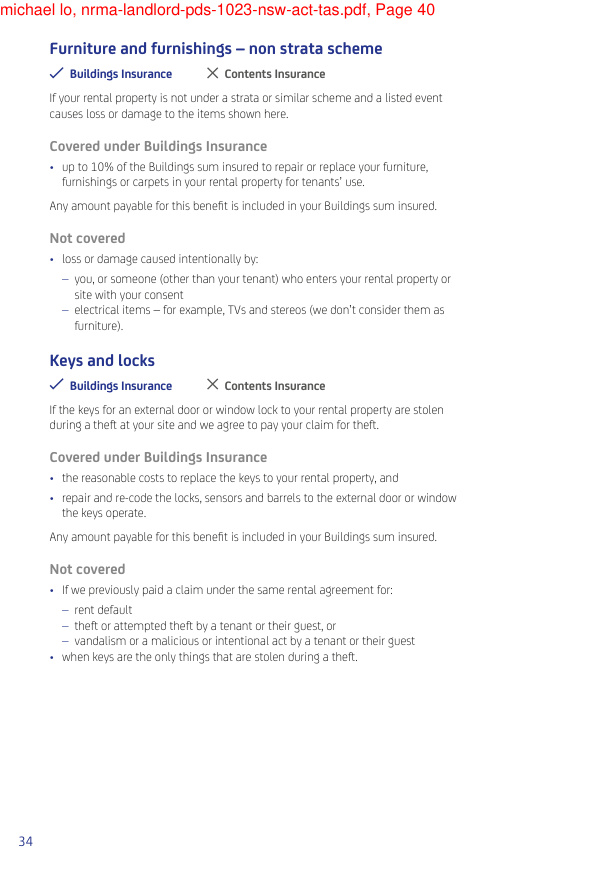 michael lo, nrma-landlord-pds-1023-nsw-act-tas.pdf, Page 40
Furniture and furnishings – non strata scheme
Buildings Insurance Contents Insurance
If your rental property is not under a strata or similar scheme and a listed event
causes loss or damage to the items shown here.
Covered under Buildings Insurance
• up to 10% of the Buildings sum insured to repair or replace your furniture,
furnishings or carpets in your rental property for tenants' use.
Any amount payable for this benefit is included in your Buildings sum insured.
Not covered
• loss or damage caused intentionally by:
– you, or someone (other than your tenant) who enters your rental property or
site with your consent
– electrical items – for example, TVs and stereos (we don't consider them as
furniture).
Keys and locks
Buildings Insurance Contents Insurance
If the keys for an external door or window lock to your rental property are stolen
during a theft at your site and we agree to pay your claim for theft.
Covered under Buildings Insurance
• the reasonable costs to replace the keys to your rental property, and
• repair and re-code the locks, sensors and barrels to the external door or window
the keys operate.
Any amount payable for this benefit is included in your Buildings sum insured.
Not covered
• If we previously paid a claim under the same rental agreement for:
– rent default
– theft or attempted theft by a tenant or their guest, or
– vandalism or a malicious or intentional act by a tenant or their guest
• when keys are the only things that are stolen during a theft.
34